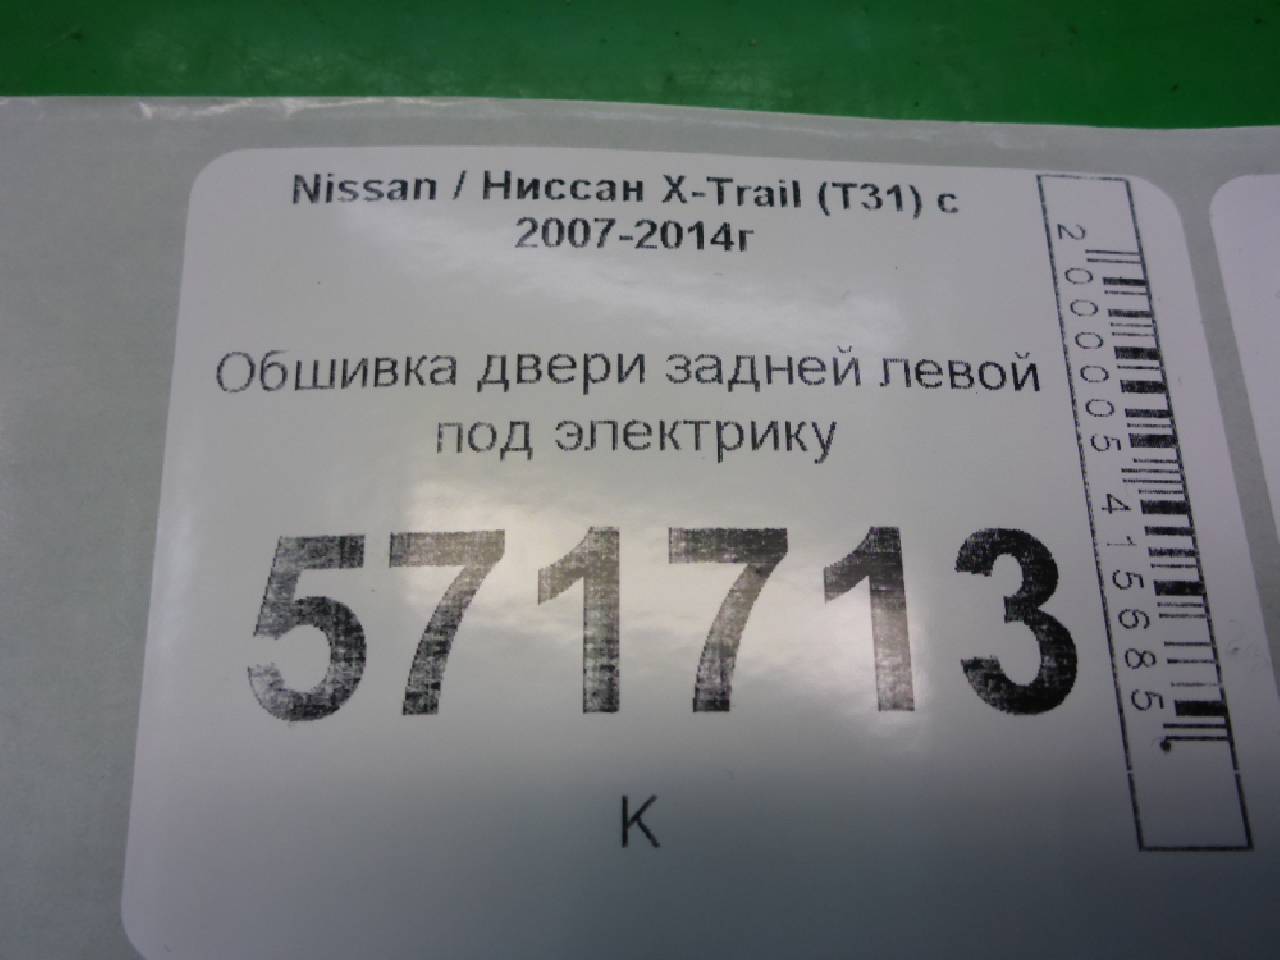 Nissan / Ниссан X-Trail (T31) с
2007-2014г
Обшивка двери задней левой
под электрику
571713
К
2000005415685